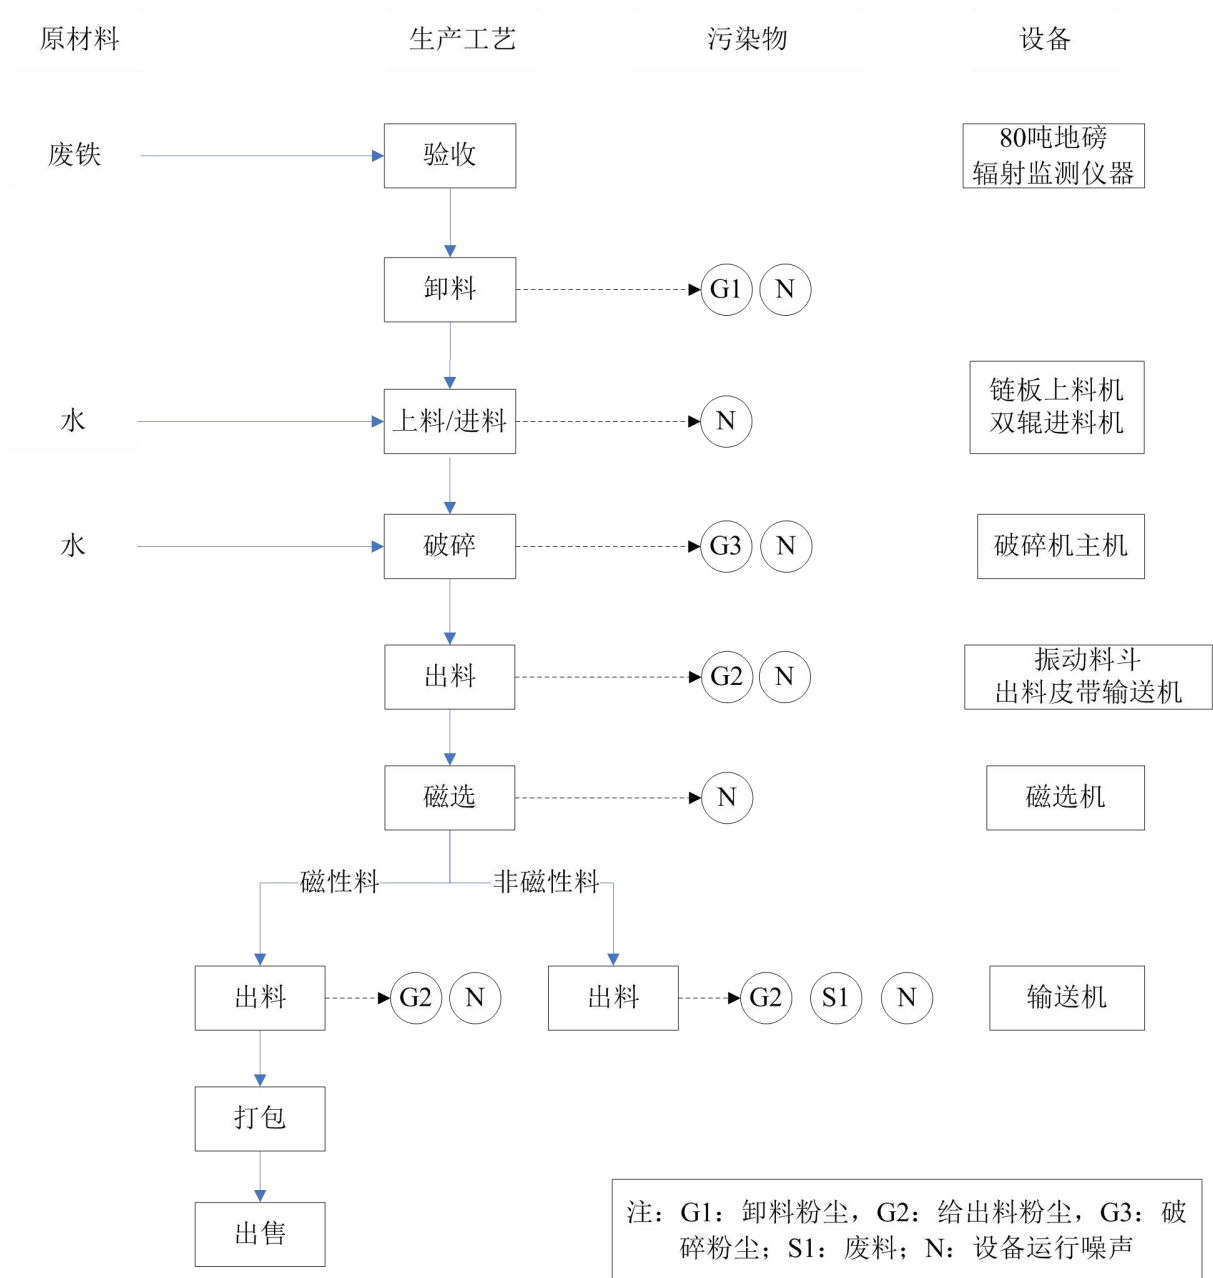 原材料 生产工艺 污染物 设备
废铁 验收 80吨地磅
辐射监测仪器
卸料 G1 N
水 上料/进料 N 链板上料机
双辊进料机
水 破碎 G3 N 破碎机主机
出料 G2 N 振动料斗
出料皮带输送机
磁选 N 磁选机
磁性料 非磁性料
出料 G2 N 出料 G2 S1 N 输送机
打包
出售
注：G1：卸料粉尘，G2：给出料粉尘，G3：破
碎粉尘；S1：废料；N：设备运行噪声